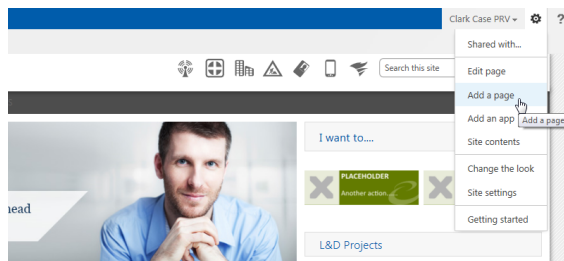 Clark Case PRV
?
Shared with...
Search this site
Edit page
Add a page
Add an app
Add a page
Site contents
I want to....
Change the look
PLACEHOLDER
Another action...
Site settings
ead
Getting started
L&D Projects